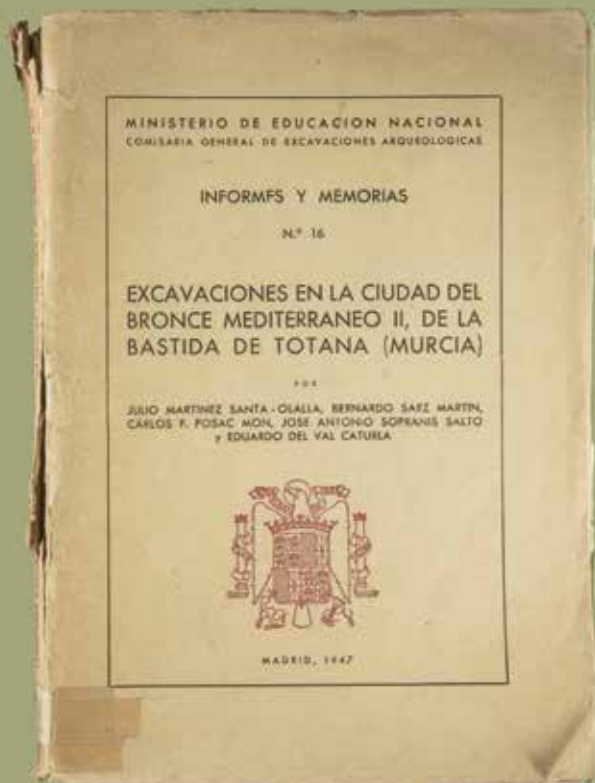 MINISTERIO DE EDUCACION NACIONAL
COMISARIA GENERAL DE EXCAVACIONES ARQUEOLOGICAS
INFORMES Y MEMORIAS
N.º 16
EXCAVACIONES EN LA CIUDAD DEL
BRONCE MEDITERRANEO II, DE LA
BASTIDA DE TOTANA (MURCIA)
POR
JULIO MARTINEZ SANTA-OLALLA, BERNARDO SAEZ MARTIN,
CARLOS F. POSAC MON, JOSE ANTONIO SOPRANIS SALTO
y EDUARDO DEL VAL CATURLA
MADRID, 1947